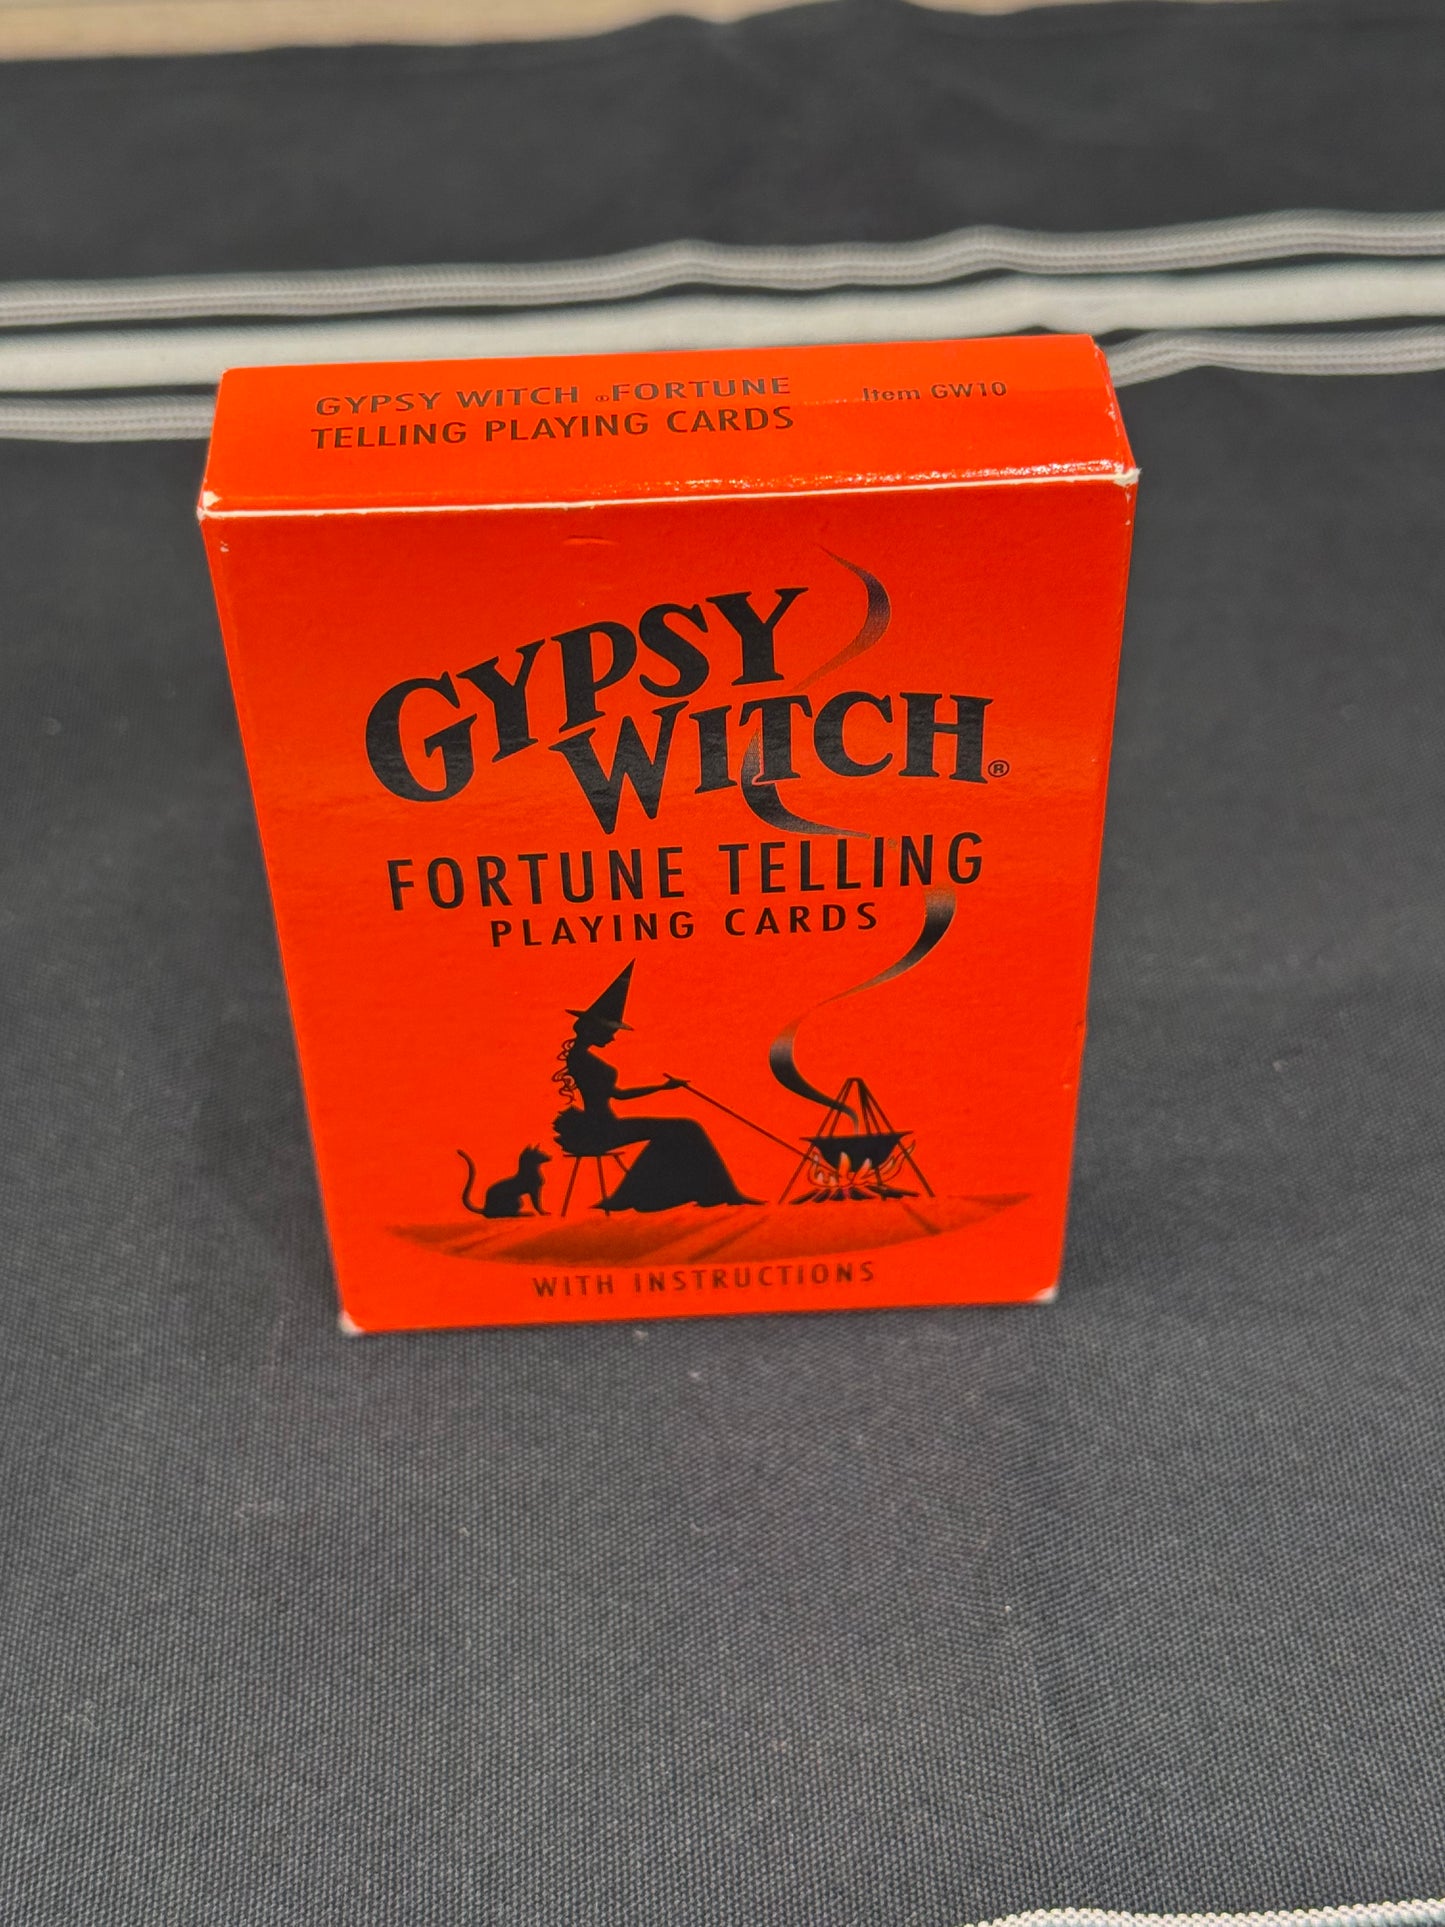 GYPSY WITCH ®FORTUNE
TELLING PLAYING CARDS
Item GW10
GYPSY
WITCH®
FORTUNE TELLING
PLAYING CARDS
WITH INSTRUCTIONS